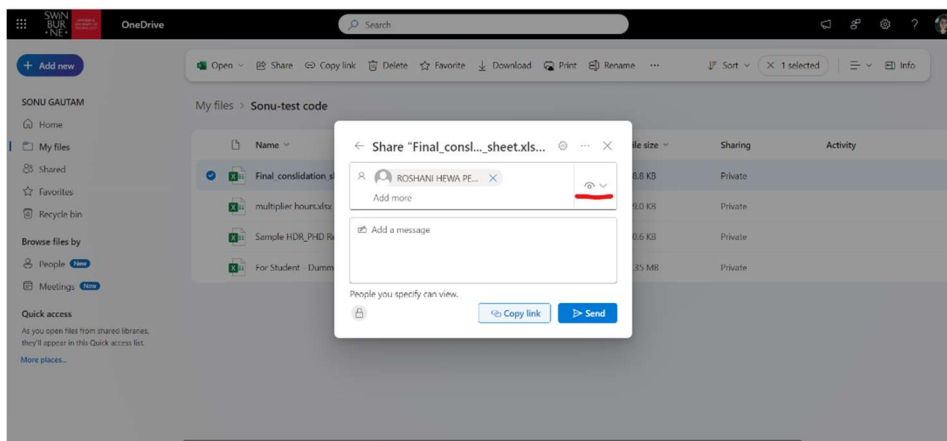 SWIN
BUR
• NE •
OneDrive
Search
?
Add new
Open
Share
Copy link
Delete
Favorite
Download
Print
Rename
...
Sort
1 selected
Info
SONU GAUTAM
Home
My files
Shared
Favorites
Recycle bin
Browse files by
People New
Meetings New
Quick access
As you open files from shared libraries,
they'll appear in this Quick access list.
More places...
My files > Sonu-test code
Name
ile size
Sharing
Activity
Final_conslidation_s
8.8 KB
Private
multiplier hours.xlsx
9.0 KB
Private
Sample HDR_PHD Re
0.6 KB
Private
For Student - Dumm
.35 MB
Private
Share "Final_consl..._sheet.xls...
...
ROSHANI HEWA PE...
Add more
Add a message
People you specify can view.
Copy link
Send